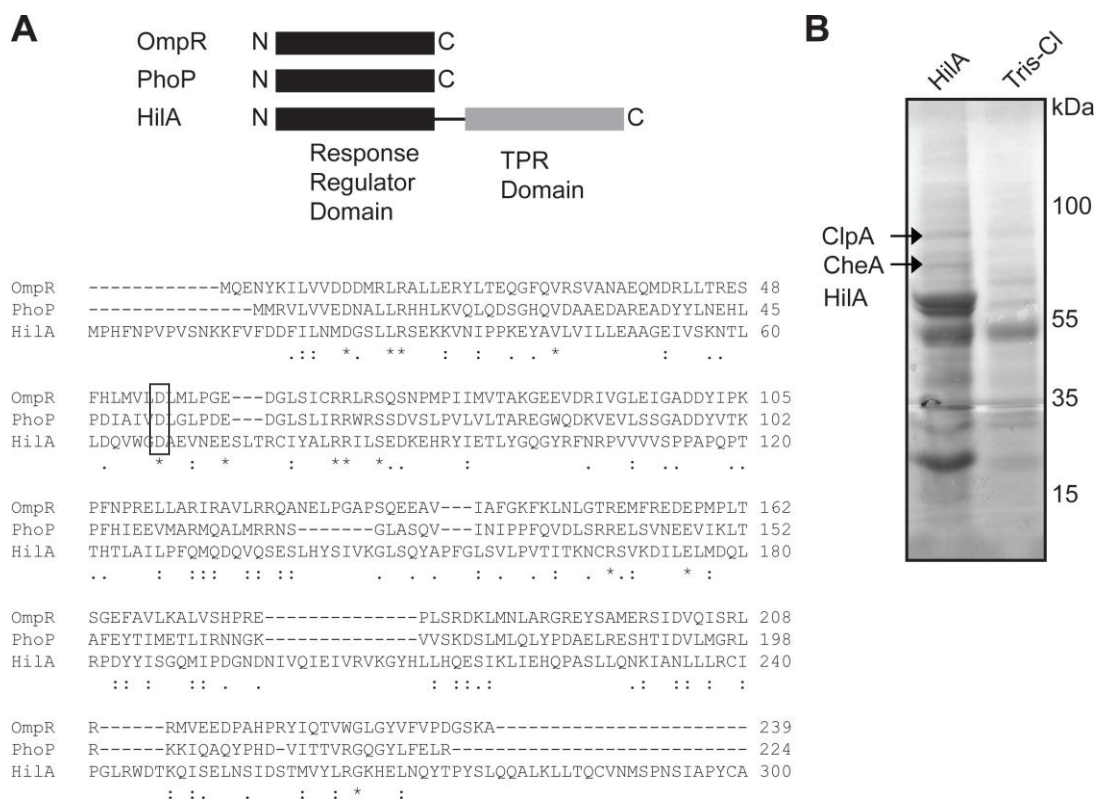 A
OmpR N C
PhoP N C
HilA N C
Response
Regulator
Domain
TPR
Domain
OmpR ------------MQENYKILVVDDDMRLRALLERYLTEQGFQVRSVANAEQMDRLLTRES 48
PhoP ---------------MMRVLVVEDNALLRHHLKVQLQDSGHQVDAAEDAREADYYLNEHL 45
HilA MPHFNPVPVSNKKFVFDDFILNMDGSLLRSEKKVNIPPKEYAVLVILLEAAGEIVSKNTL 60
.:: * . ** : : . . * : . .
OmpR FHLMVLDLMLPGE---DGLSICRRLRSQSNPMPIIMVTAKGEEVDRIVGLEIGADDYIPK 105
PhoP PDIAIVDLGLPDE---DGLSLIRRWRSSDVSLPVLVLTAREGWQDKVEVLSSGADDYVTK 102
HilA LDQVWGDAEVNEESLTRCIYALRRILSEDKEHRYIETLYGQGYRFNRPVVVVSPPAPQPT 120
. * * : ** *.. : . : . . ..
OmpR PFNPRELLARIRAVLRRQANELPGAPSQEEAV---IAFGKFKLNLGTREMFREDEPMPLT 162
PhoP PFHIEEVMARMQALMRRNS-------GLASQV---INIPPFQVDLSRRELSVNEEVIKLT 152
HilA THTLAILPFQMQDQVQSESLHYSIVKGLSQYAPFGLSVLPVTITKNCRSVKDILELMDQL 180
.. : ::: :: :: . . . : . . : . *.: * :
OmpR SGEFAVLKALVSHPRE--------------PLSRDKLMNLARGREYSAMERSIDVQISRL 208
PhoP AFEYTIMETLIRNNGK--------------VVSKDSLMLQLYPDAELRESHTIDVLMGRL 198
HilA RPDYYISGQMIPDGNDNIVQIEIVRVKGYHLLHQESIKLIEHQPASLLQNKIANLLLRCI 240
:: : :: . . : ::.: :. :: : :
OmpR R------RMVEEDPAHPRYIQTVWGLGYVFVPDGSKA----------------------- 239
PhoP R------KKIQAQYPHD-VITTVRGQGYLFELR--------------------------- 224
HilA PGLRWDTKQISELNSIDSTMVYLRGKHELNQYTPYSLQQALKLLTQCVNMSPNSIAPYCA 300
: :. . : : * :
B
HilA Tris-Cl
kDa
100
ClpA
CheA
HilA
55
35
15